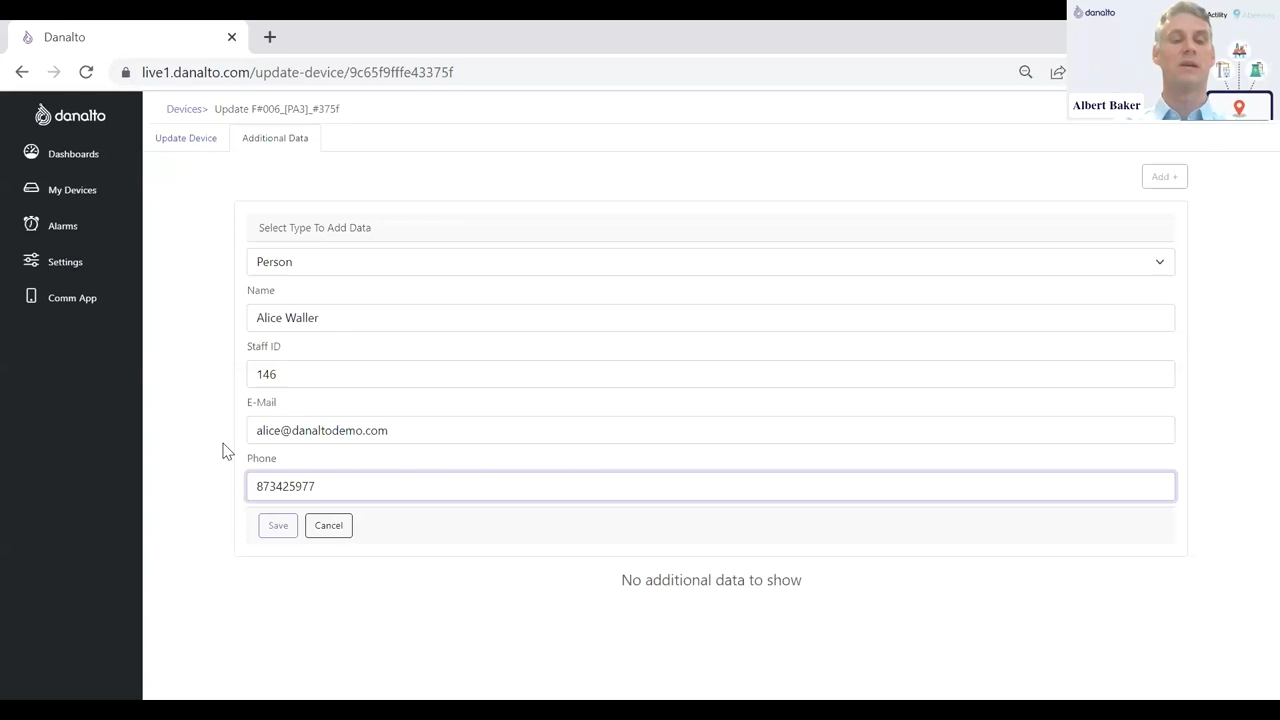 Danalto
live1.danalto.com/update-device/9c65f9fffe43375f
danalto
Actility
Albert Baker
danalto
Dashboards
My Devices
Alarms
Settings
Comm App
Devices> Update F#006_[PA3]_#375f
Update Device
Additional Data
Add +
Select Type To Add Data
Person
Name
Alice Waller
Staff ID
146
E-Mail
alice@danaltodemo.com
Phone
873425977
Save
Cancel
No additional data to show